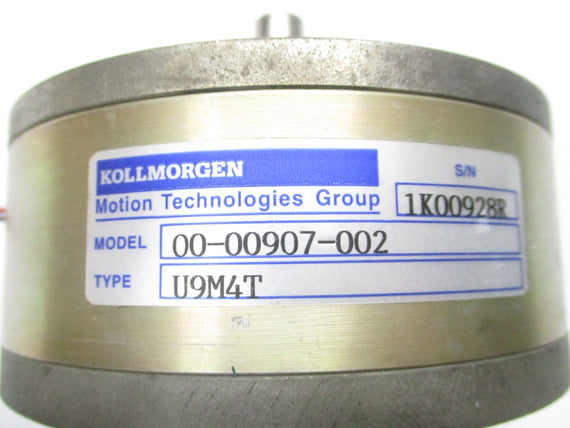 KOLLMORGEN
S/N
Motion Technologies Group 1K00928R
MODEL 00-00907-002
TYPE U9M4T